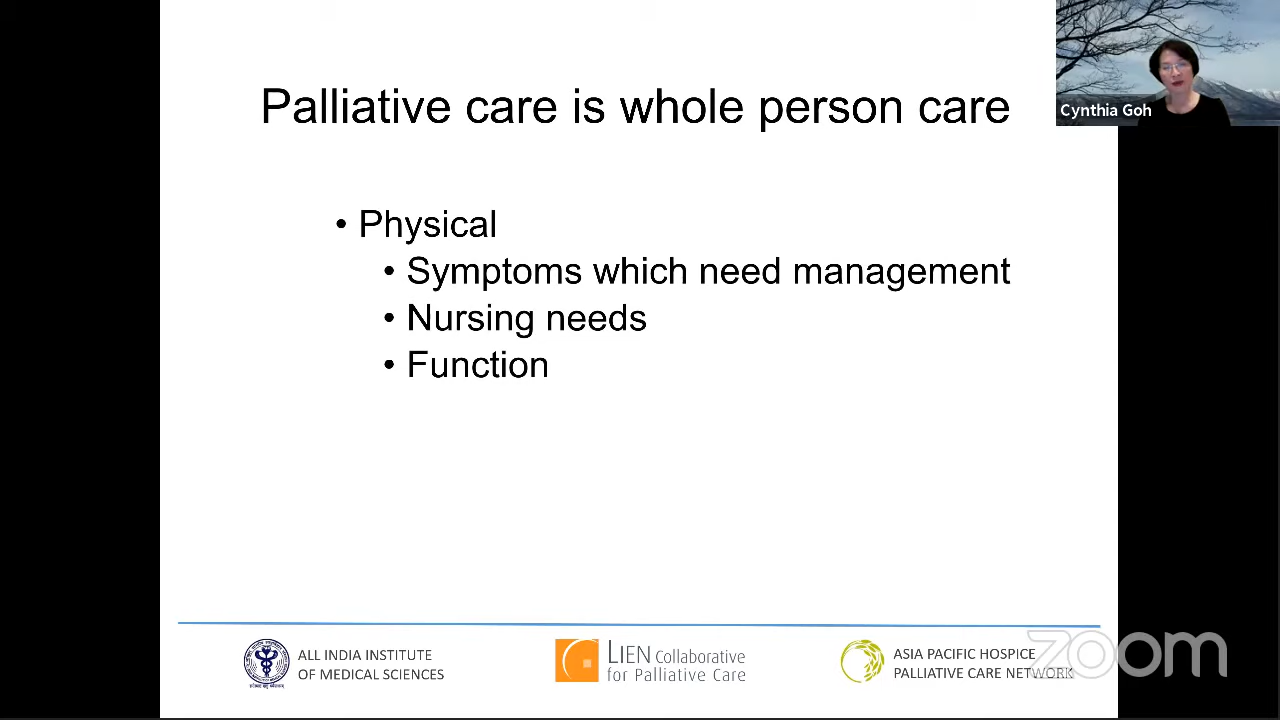 Palliative care is whole person care
Cynthia Goh
• Physical
• Symptoms which need management
• Nursing needs
• Function
ALL INDIA INSTITUTE
OF MEDICAL SCIENCES
LIEN Collaborative
for Palliative Care
ASIA PACIFIC HOSPICE
PALLIATIVE CARE NETWORK
zoom